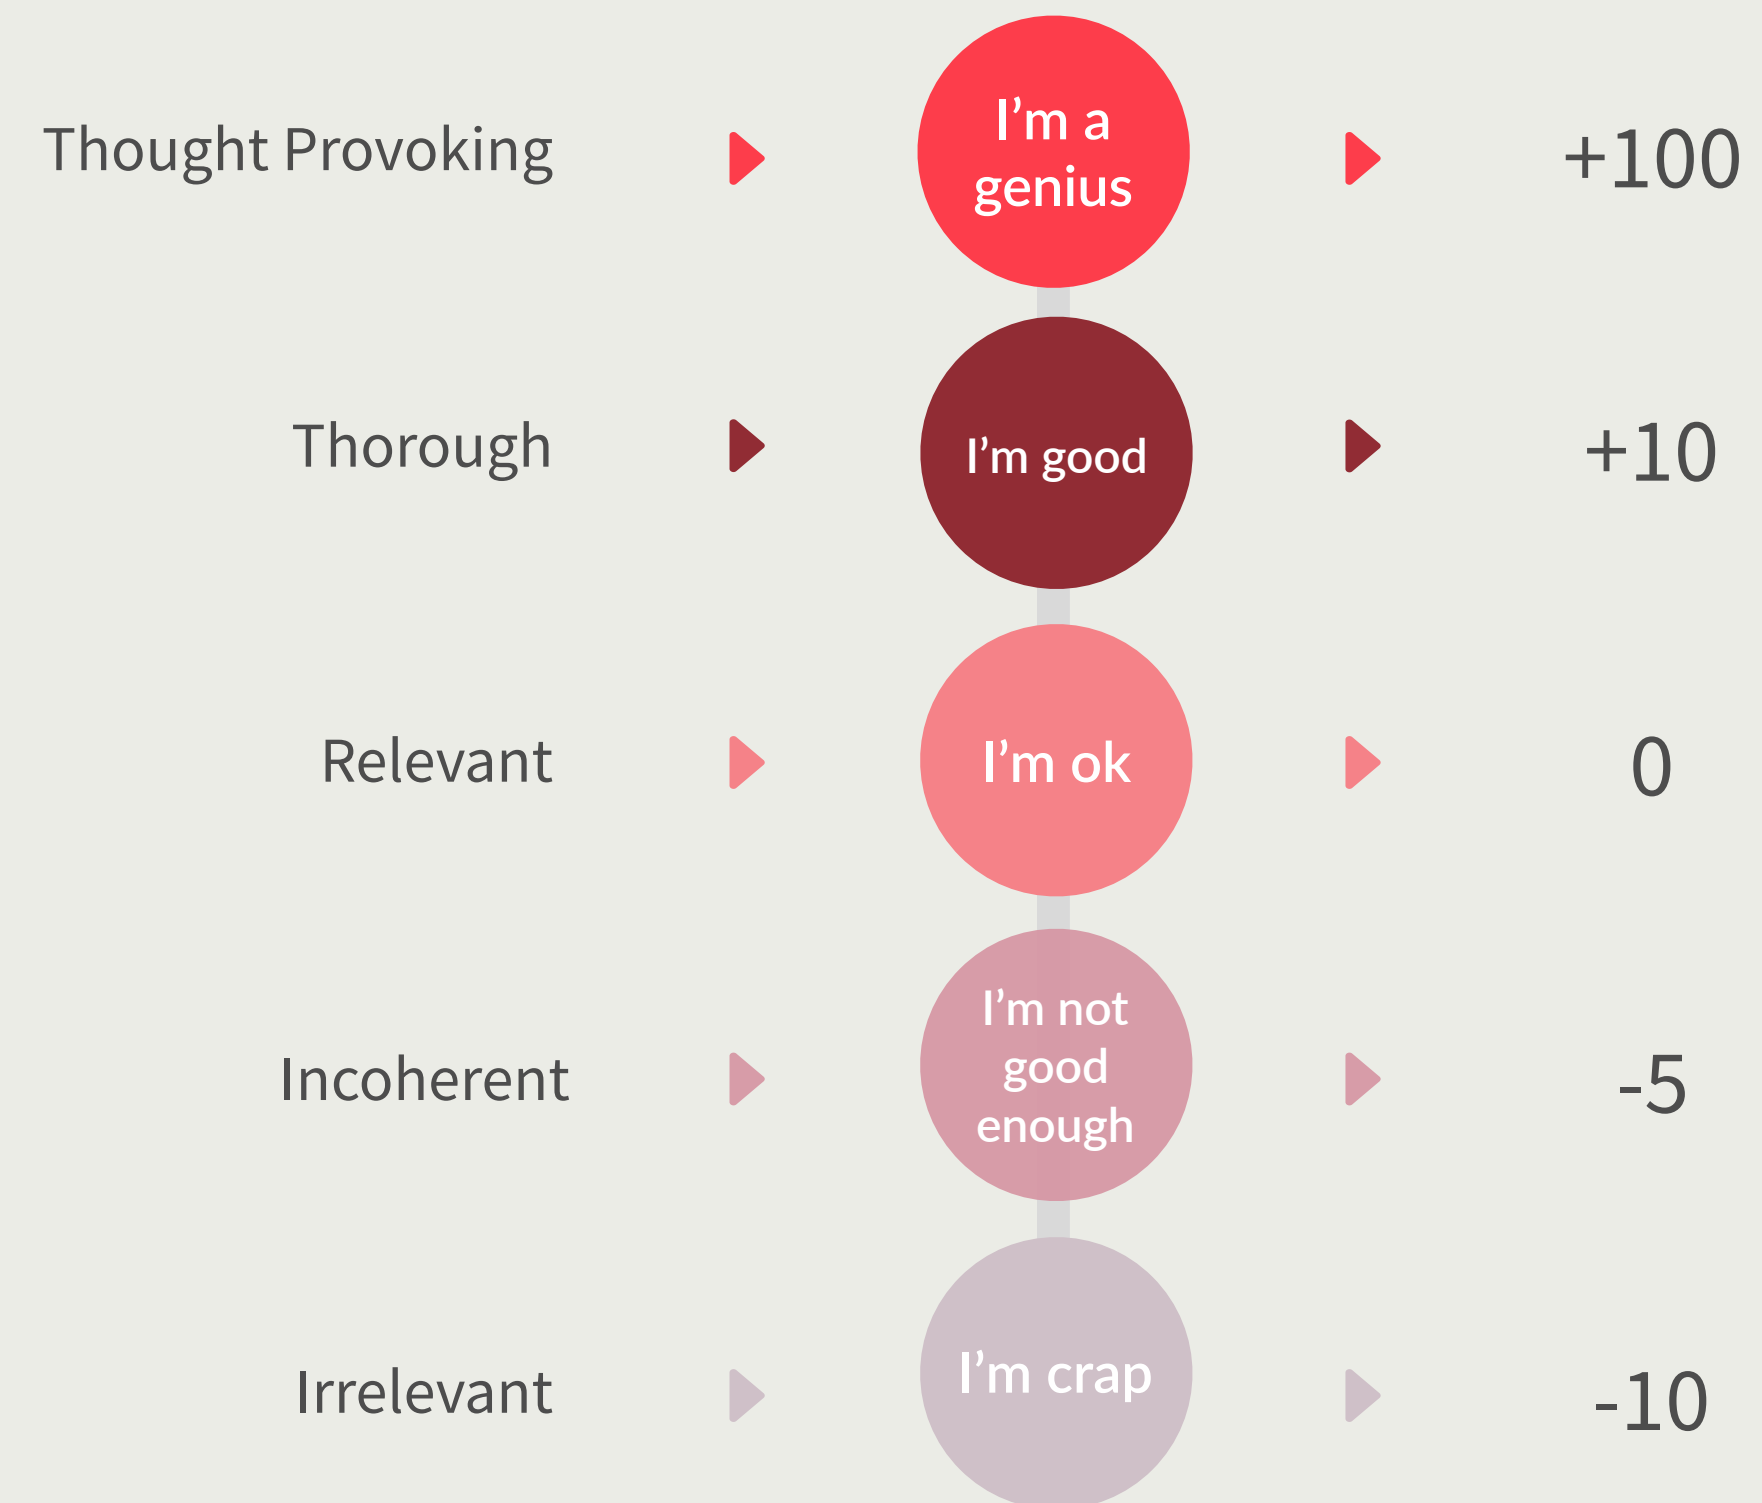 Thought Provoking
I’m a
genius
+100
Thorough
I’m good
+10
Relevant
I’m ok
0
Incoherent
I’m not
good
enough
-5
Irrelevant
I’m crap
-10